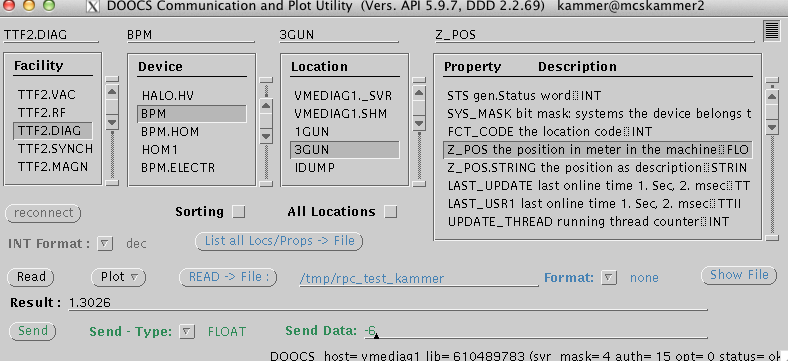 DOOCS Communication and Plot Utility (Vers. API 5.9.7, DDD 2.2.69) kammer@mcskammer2
TTF2.DIAG BPM 3GUN Z_POS
Facility Device Location Property Description
TTF2.VAC HALO.HV VMEDIAG1._SVR STS gen.Status word▯INT
TTF2.RF BPM VMEDIAG1.SHM SYS_MASK bit mask: systems the device belongs t
TTF2.DIAG BPM.HOM 1GUN FCT_CODE the location code▯INT
TTF2.SYNCH HOM1 3GUN Z_POS the position in meter in the machine▯FLO
TTF2.MAGN BPM.ELECTR IDUMP Z_POS.STRING the position as description▯STRIN
LAST_UPDATE last online time 1. Sec, 2. msec▯TT
LAST_USR1 last online time 1. Sec, 2. msec▯TTII
UPDATE_THREAD running thread counter▯INT
reconnect Sorting All Locations
INT Format : dec List all Locs/Props -> File
Read Plot READ -> File : /tmp/rpc_test_kammer Format: none Show File
Result : 1.3026
Send Send - Type: FLOAT Send Data: -6
DOOCS host= vmediag1 lib= 610489783 (svr_mask= 4 auth= 15 opt= 0 status= ok